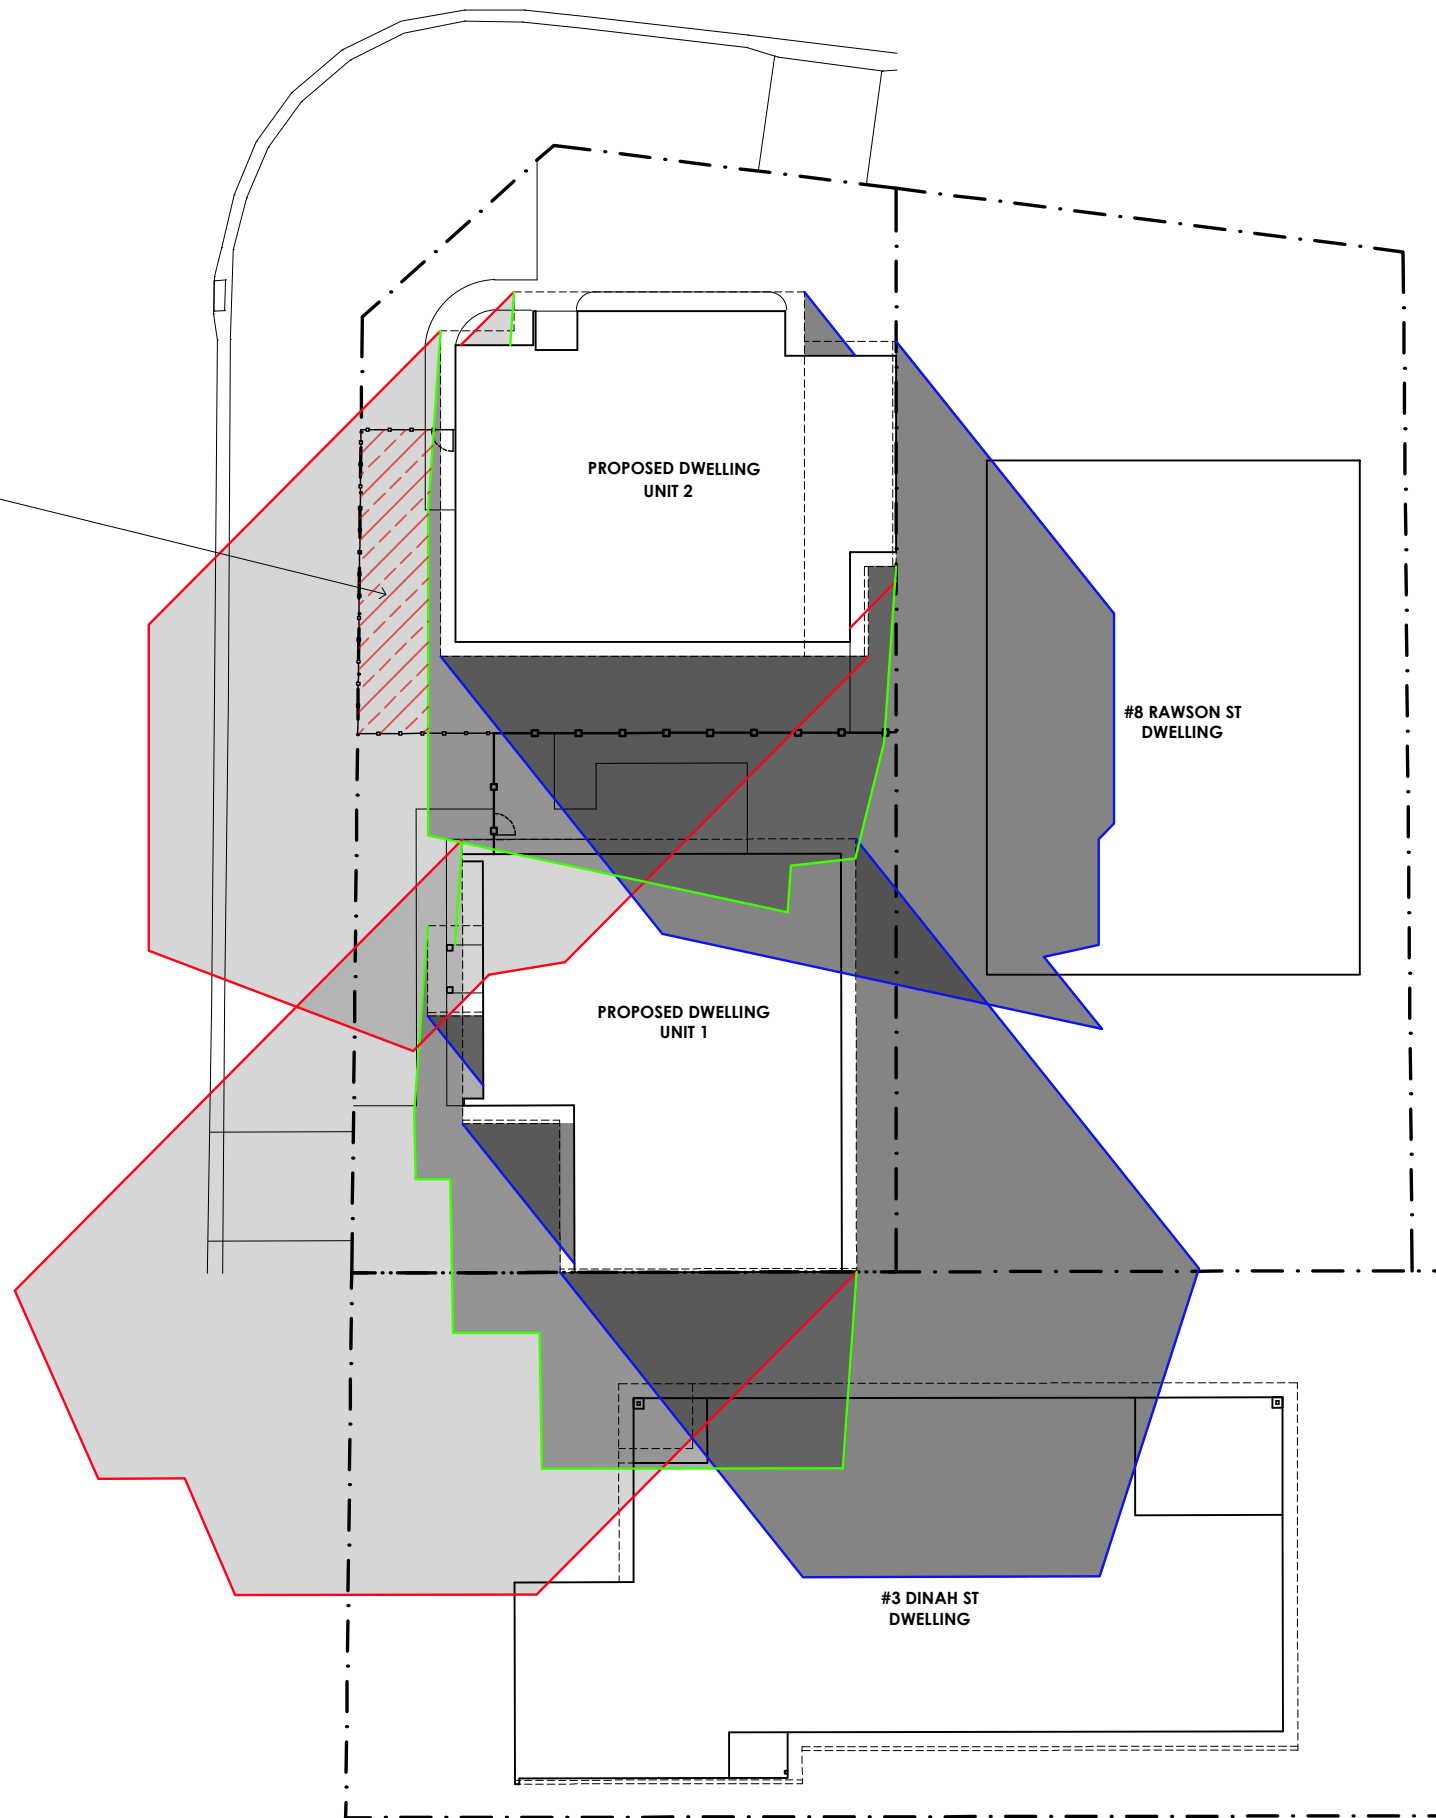 PROPOSED DWELLING
UNIT 2
#8 RAWSON ST
DWELLING
PROPOSED DWELLING
UNIT 1
#3 DINAH ST
DWELLING